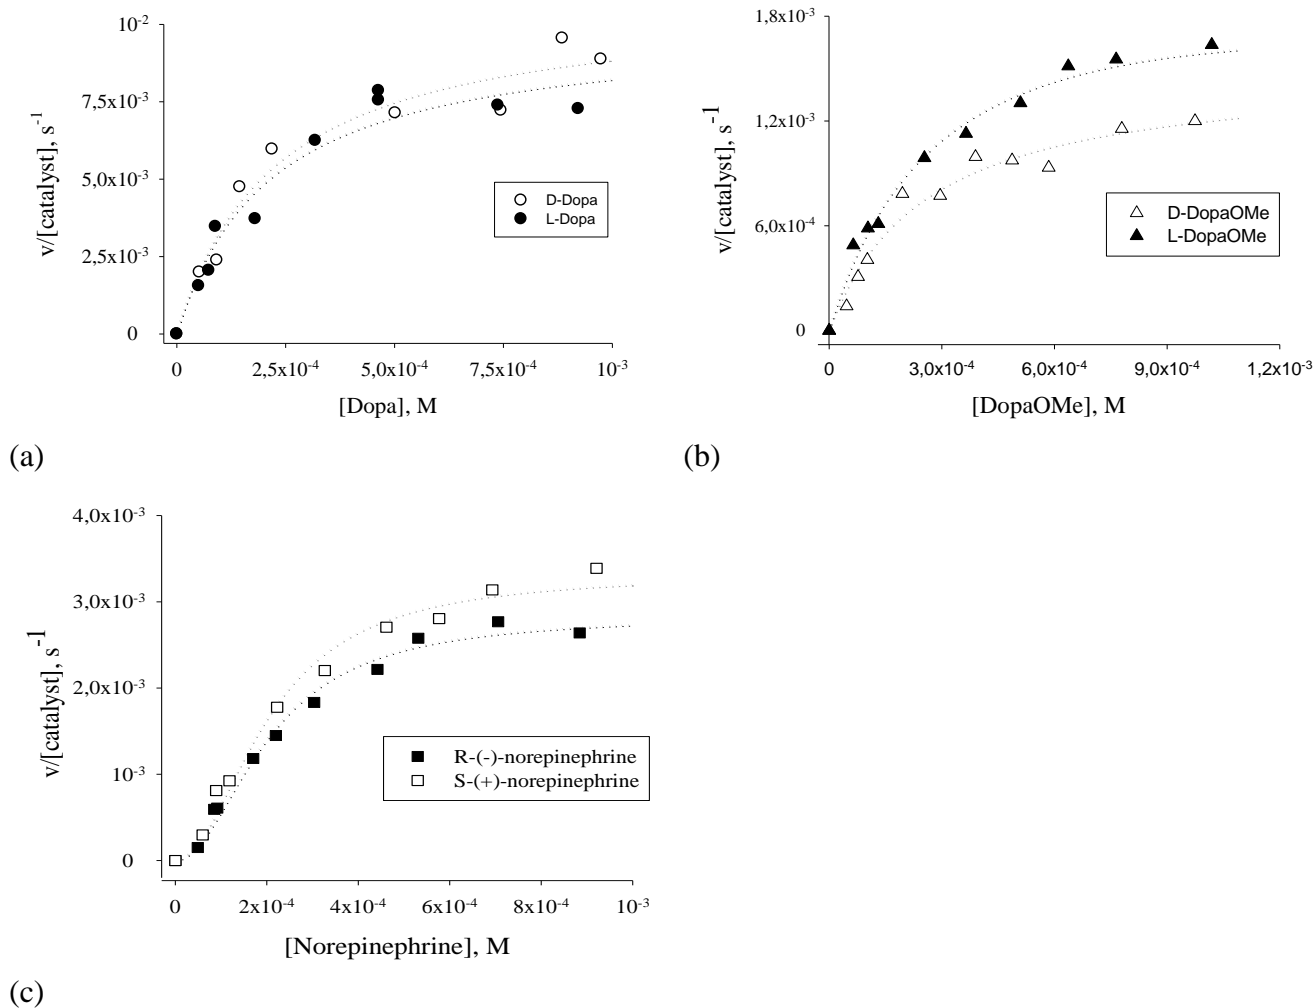 10⁻²
7,5x10⁻³
5,0x10⁻³
2,5x10⁻³
0
v/[catalyst], s⁻¹
D-Dopa
L-Dopa
0
2,5x10⁻⁴
5,0x10⁻⁴
7,5x10⁻⁴
10⁻³
[Dopa], M
(a)
1,8x10⁻³
1,2x10⁻³
6,0x10⁻⁴
0
v/[catalyst], s⁻¹
D-DopaOMe
L-DopaOMe
0
3,0x10⁻⁴
6,0x10⁻⁴
9,0x10⁻⁴
1,2x10⁻³
[DopaOMe], M
(b)
4,0x10⁻³
3,0x10⁻³
2,0x10⁻³
10⁻³
0
v/[catalyst], s⁻¹
R-(-)-norepinephrine
S-(+)-norepinephrine
0
2x10⁻⁴
4x10⁻⁴
6x10⁻⁴
8x10⁻⁴
10⁻³
[Norepinephrine], M
(c)